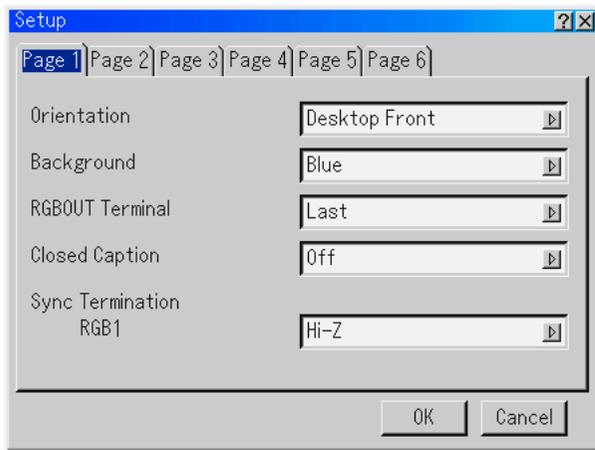 Setup
Page 1 Page 2 Page 3 Page 4 Page 5 Page 6
Orientation Desktop Front
Background Blue
RGBOUT Terminal Last
Closed Caption Off
Sync Termination
RGB1 Hi-Z
OK Cancel